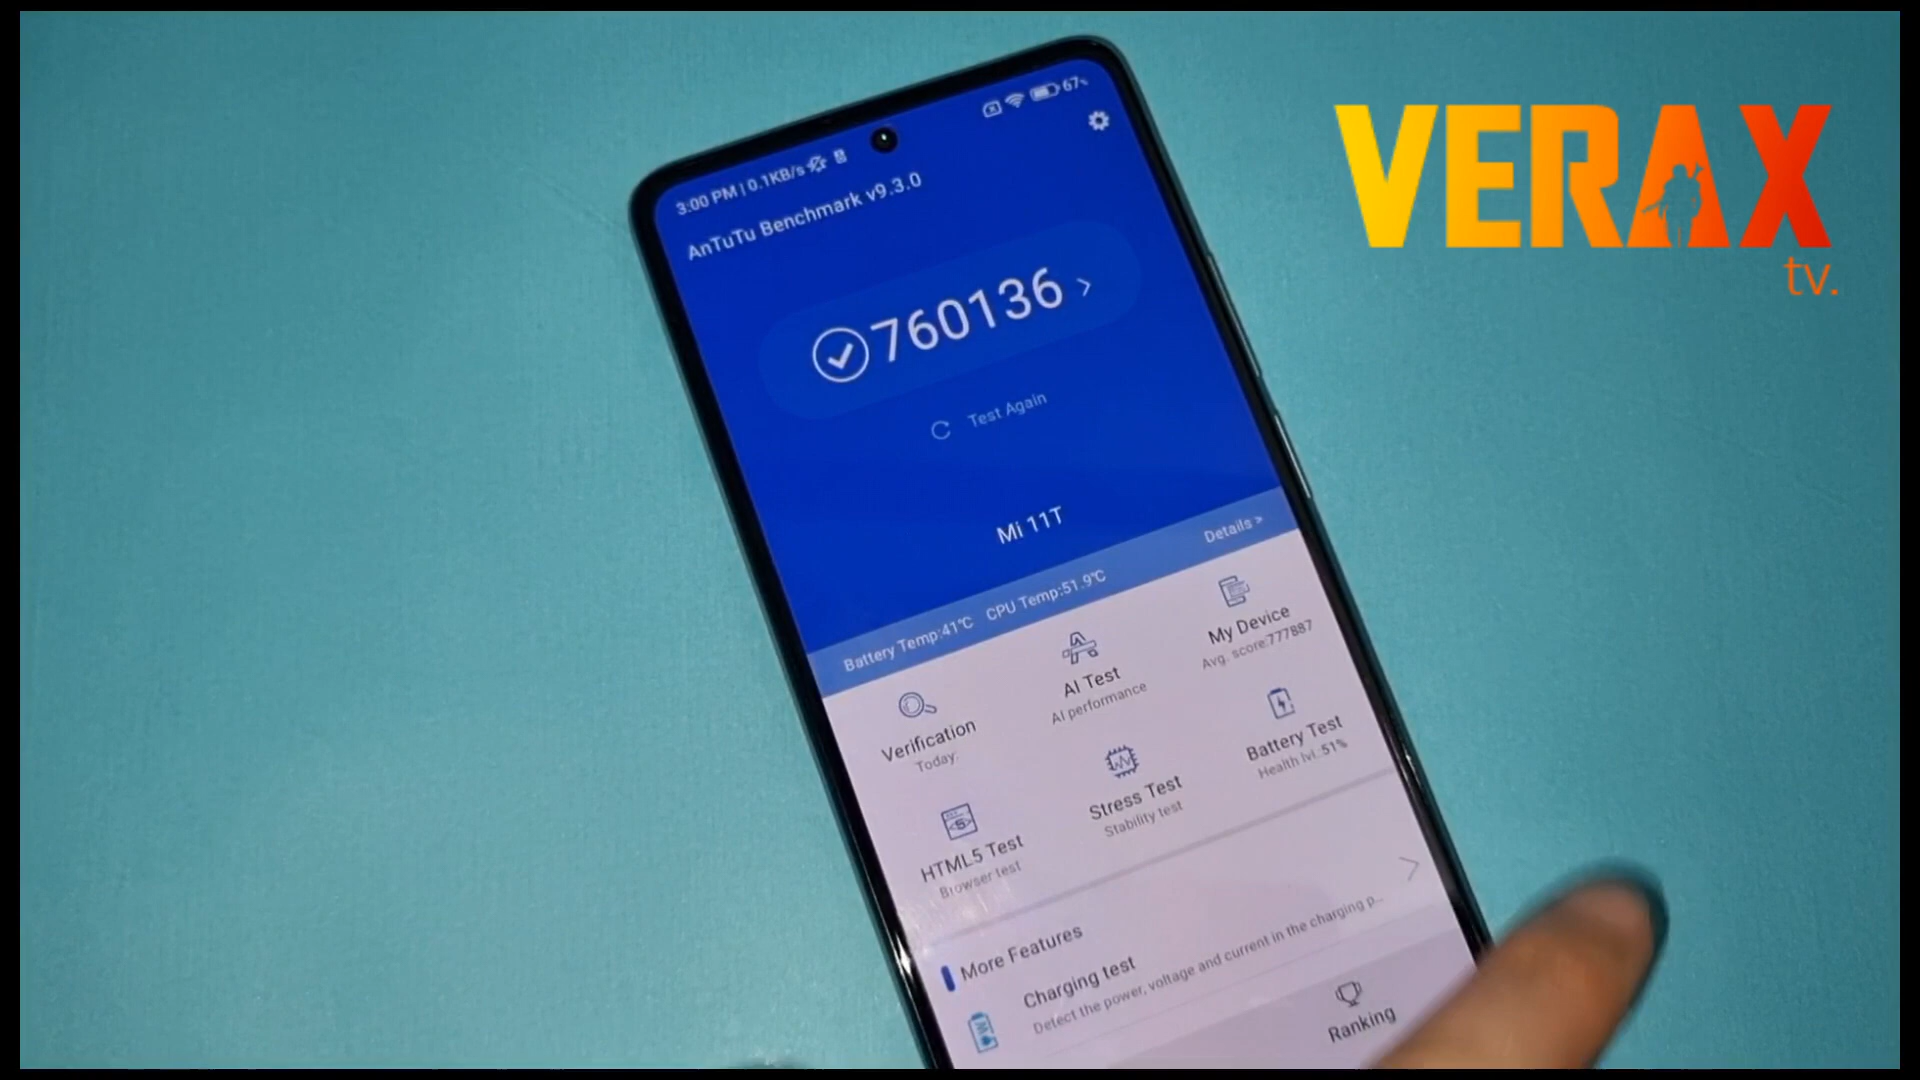 VERAX
tv.
3:00 PM | 0.1KB/s
67%
AnTuTu Benchmark v9.3.0
760136 >
Test Again
Mi 11T
Battery Temp:41℃ CPU Temp:51.9℃
Details >
Verification
Today:
AI Test
AI performance
My Device
Avg. score:777887
HTML5 Test
Browser test
Stress Test
Stability test
Battery Test
Health lvl.:51%
More Features
Charging test
Detect the power, voltage and current in the charging p...
Ranking